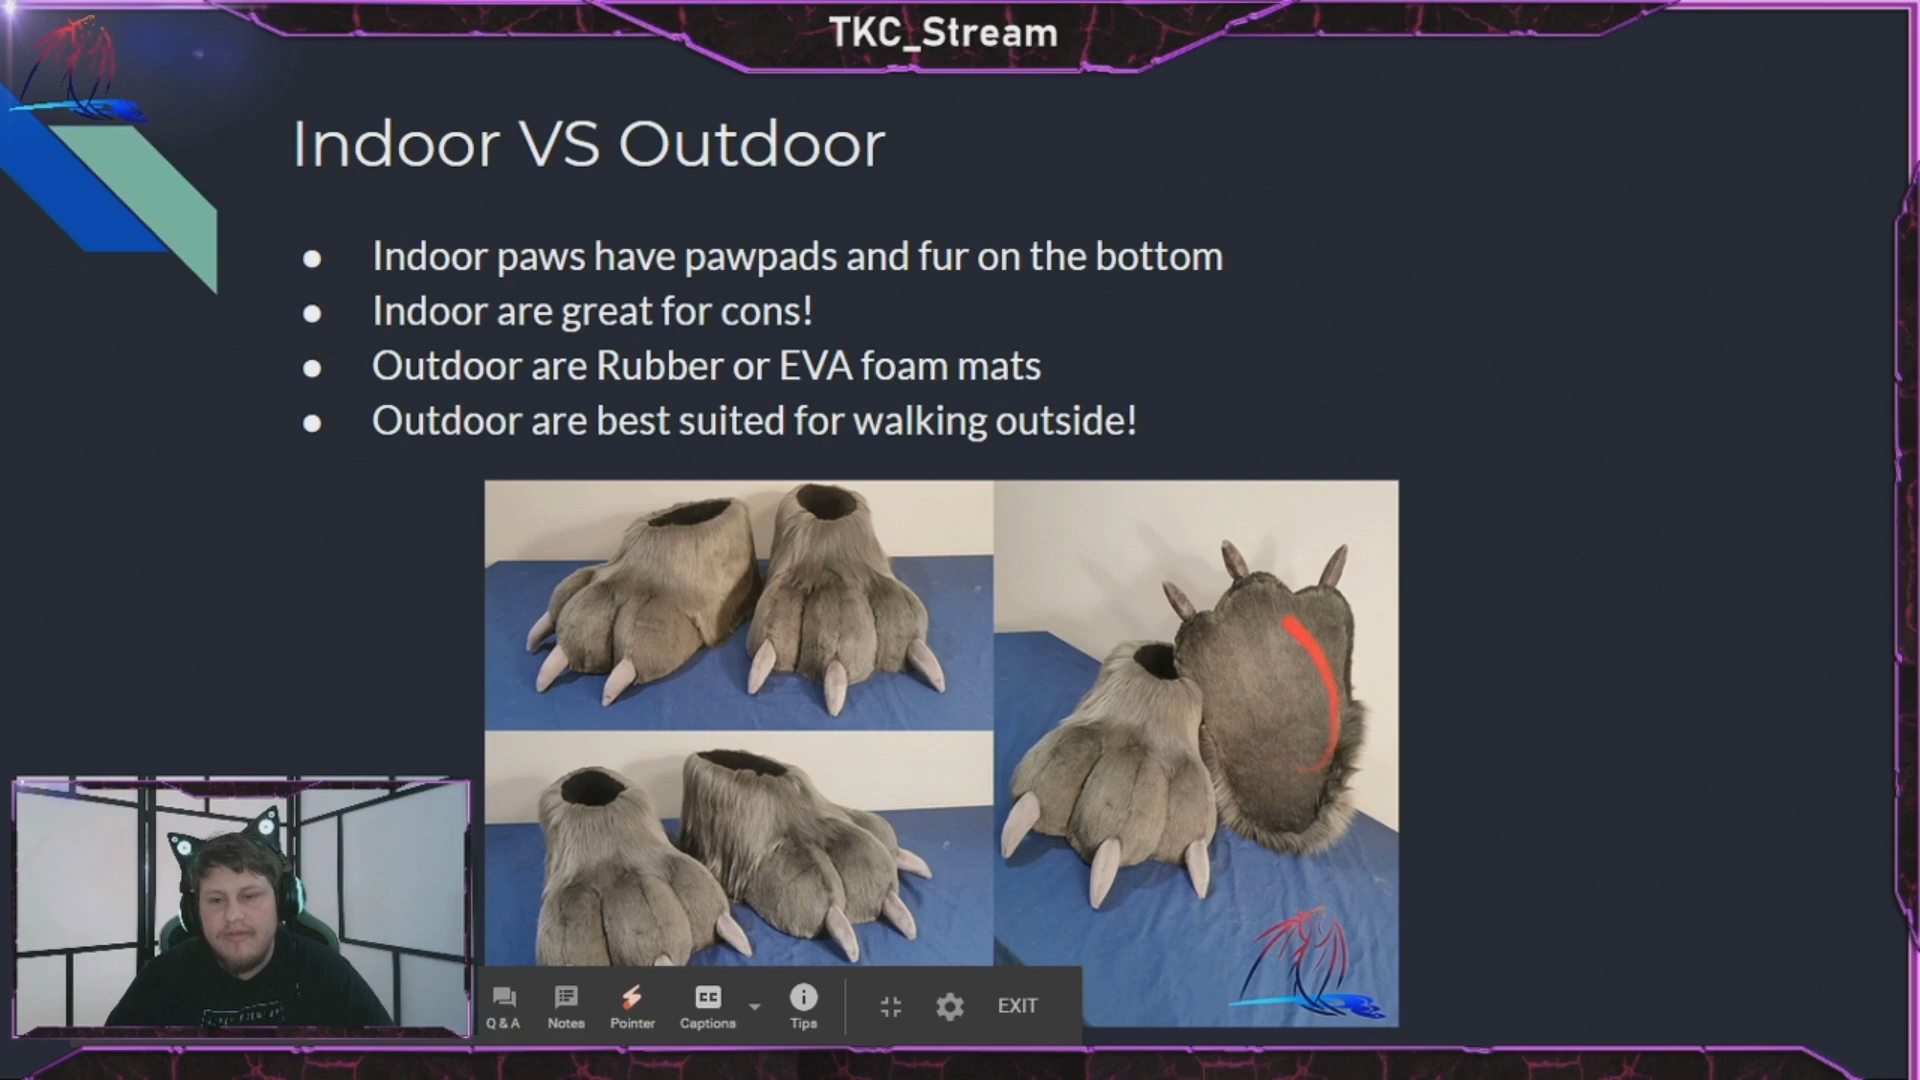 TKC_Stream
Indoor VS Outdoor
● Indoor paws have pawpads and fur on the bottom
● Indoor are great for cons!
● Outdoor are Rubber or EVA foam mats
● Outdoor are best suited for walking outside!
Q & A Notes Pointer CC Captions Tips EXIT